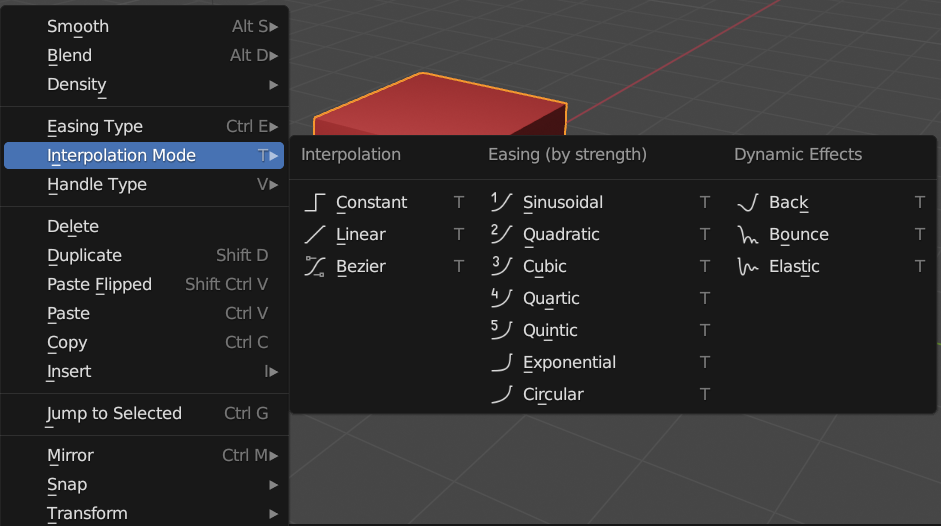 Smooth Alt S
Blend Alt D
Density
Easing Type Ctrl E
Interpolation Mode T
Handle Type V
Delete
Duplicate Shift D
Paste Flipped Shift Ctrl V
Paste Ctrl V
Copy Ctrl C
Insert I
Jump to Selected Ctrl G
Mirror Ctrl M
Snap
Transform
Interpolation
Constant T
Linear T
Bezier T
Easing (by strength)
1 Sinusoidal T
2 Quadratic T
3 Cubic T
4 Quartic T
5 Quintic T
Exponential T
Circular T
Dynamic Effects
Back T
Bounce T
Elastic T